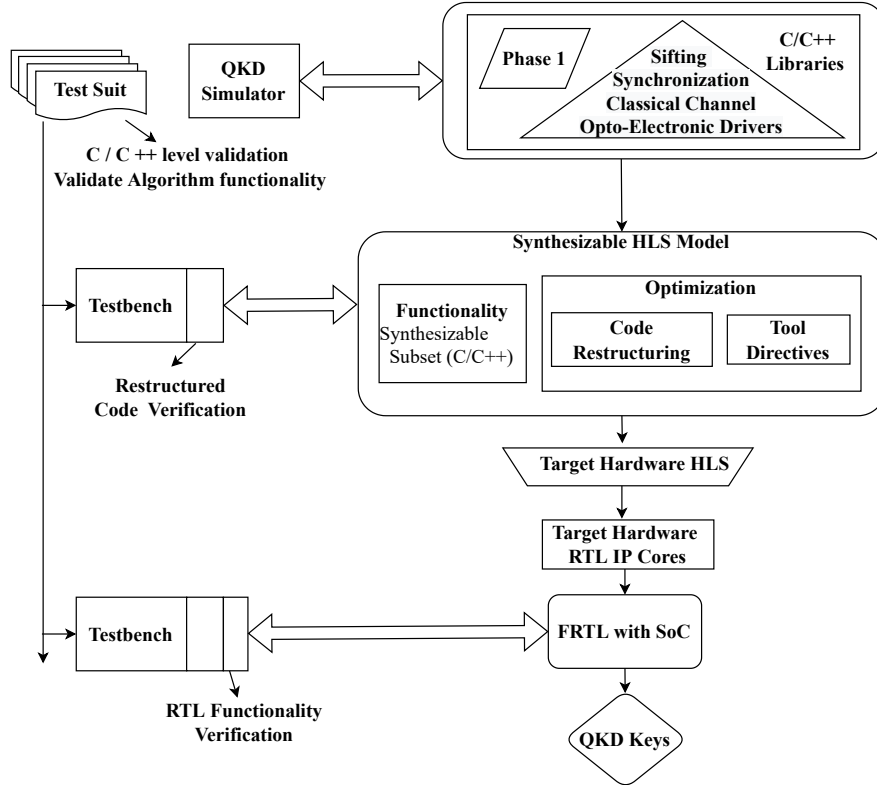 Test Suit
C / C ++ level validation
Validate Algorithm functionality
QKD
Simulator
Phase 1
Sifting
Synchronization
Classical Channel
Opto-Electronic Drivers
C/C++
Libraries
Synthesizable HLS Model
Testbench
Restructured
Code Verification
Functionality
Synthesizable
Subset (C/C++)
Optimization
Code
Restructuring
Tool
Directives
Target Hardware HLS
Target Hardware
RTL IP Cores
Testbench
RTL Functionality
Verification
FRTL with SoC
QKD Keys